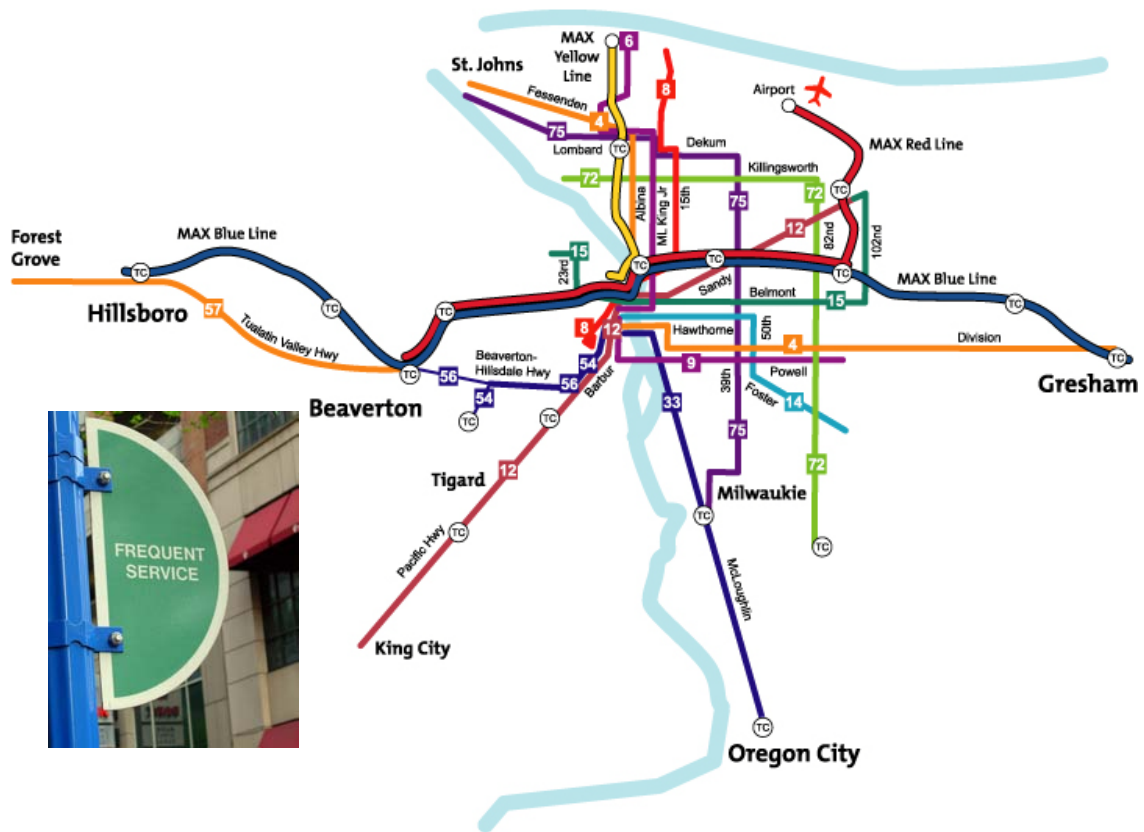 MAX
Yellow
Line
6
St. Johns
Fessenden
8
Airport
4
75
Lombard
TC
Dekum
MAX Red Line
Killingsworth
72
72
TC
Albina
ML King Jr
15th
75
12
82nd
102nd
Forest
Grove
MAX Blue Line
15
23rd
TC
TC
TC
TC
Sandy
MAX Blue Line
Hillsboro
57
TC
TC
Belmont
15
TC
Tualatin Valley Hwy
8
12
Hawthorne
50th
4
Division
TC
Beaverton-
Hillsdale Hwy
54
9
Powell
Gresham
TC
56
56
Barbur
39th
Foster
Beaverton
54
33
14
TC
TC
75
Tigard
12
72
Milwaukie
TC
Pacific Hwy
TC
TC
McLoughlin
King City
TC
Oregon City
FREQUENT
SERVICE